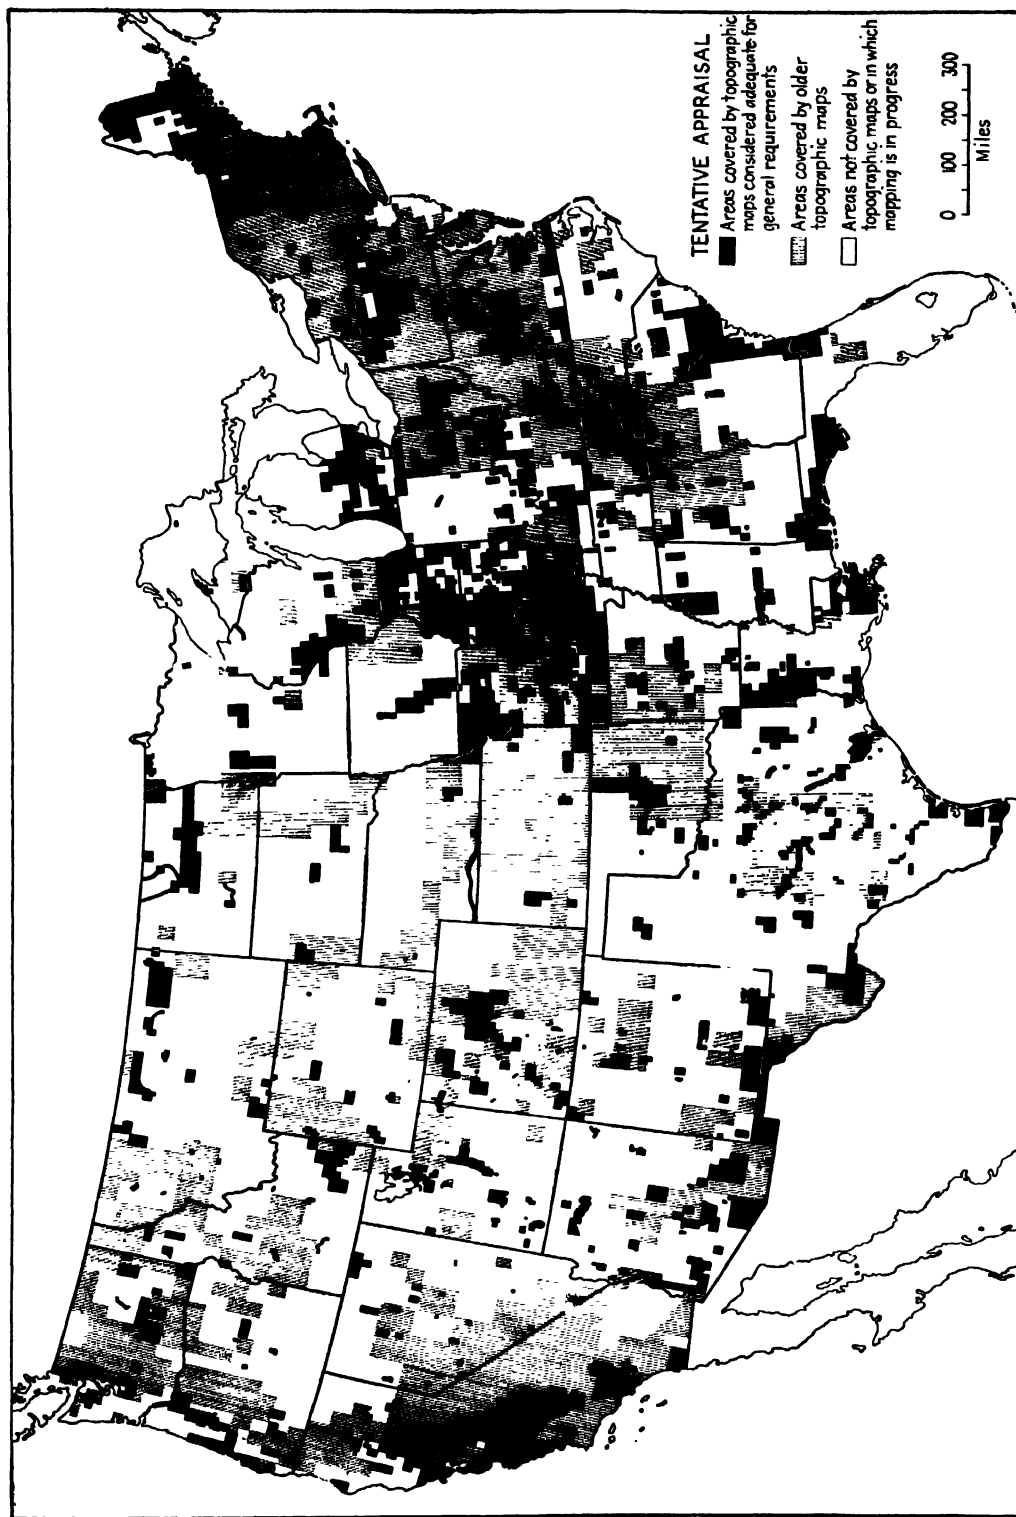 TENTATIVE APPRAISAL
Areas covered by topographic
maps considered adequate for
general requirements
Areas covered by older
topographic maps
Areas not covered by
topographic maps or in which
mapping is in progress
0 100 200 300
Miles